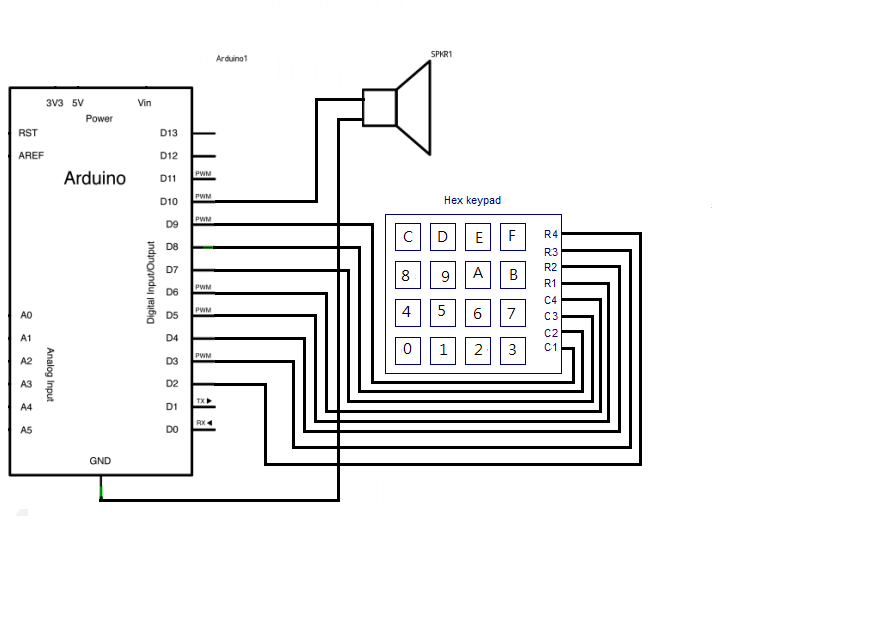 SPKR1
Arduino1
3V3 5V Vin
Power
RST D13
AREF D12
Arduino
D11 PWM
D10 PWM
D9 PWM
D8
D7
D6 PWM
A0 D5 PWM
A1 D4
A2 D3 PWM
A3 D2
A4 D1 TX
A5 D0 RX
Digital Input/Output
Analog Input
GND
Hex keypad
C D E F R4
R3
8 9 A B R2
R1
4 5 6 7 C4
C3
C2
0 1 2 3 C1